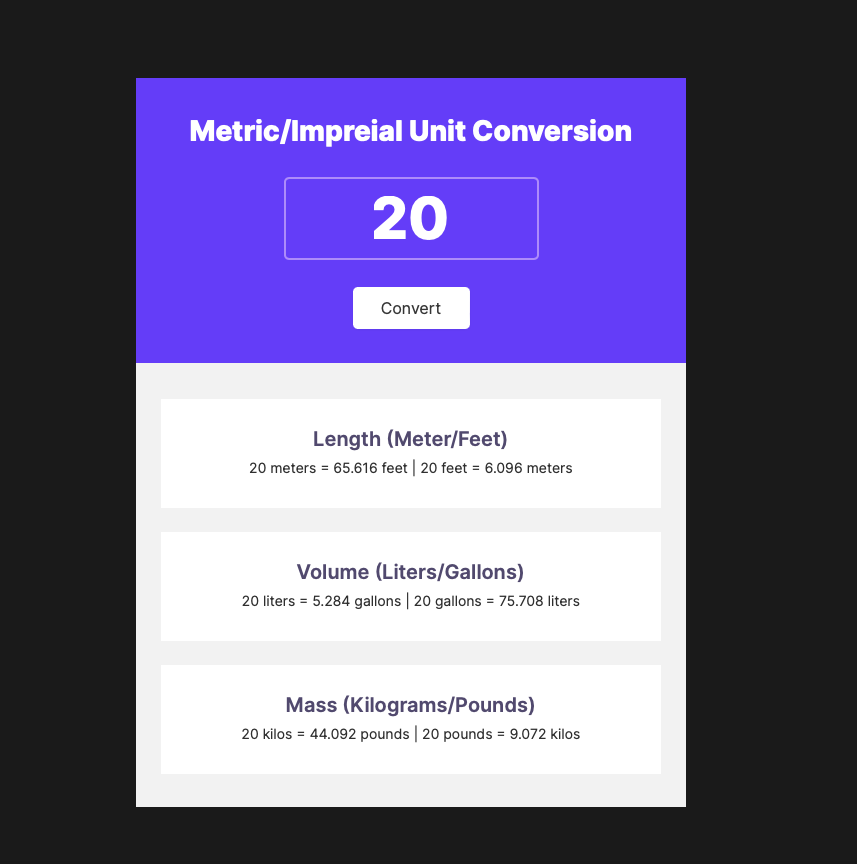 Metric/Impreial Unit Conversion
20
Convert
Length (Meter/Feet)
20 meters = 65.616 feet | 20 feet = 6.096 meters
Volume (Liters/Gallons)
20 liters = 5.284 gallons | 20 gallons = 75.708 liters
Mass (Kilograms/Pounds)
20 kilos = 44.092 pounds | 20 pounds = 9.072 kilos